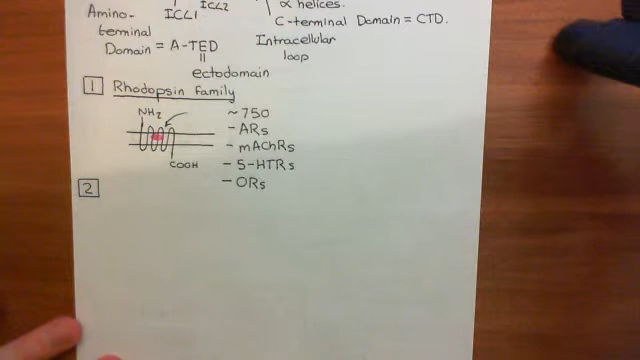 ICL1 ICL2
α helices.
C-terminal Domain = CTD.
Amino-
terminal
Domain = A-TED
=
ectodomain
Intracellular
loop
1 Rhodopsin family
NH2
COOH
~750
- ARs
- mAChRs
- 5-HTRs
- ORs
2